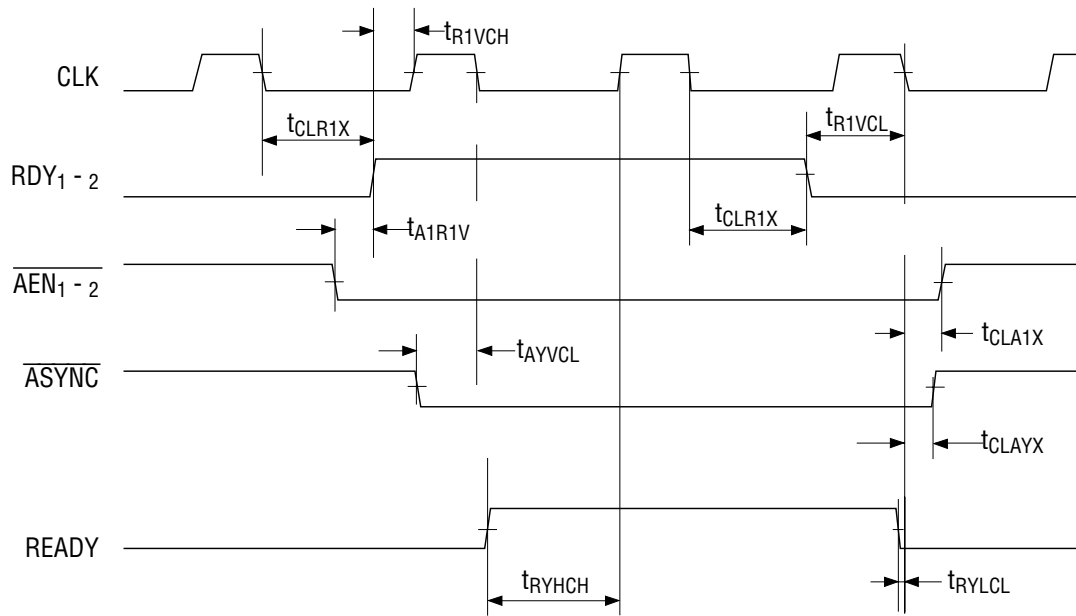 tR1VCH
CLK
tCLR1X
tR1VCL
RDY1 - 2
tA1R1V
tCLR1X
AEN1 - 2
tCLA1X
tAYVCL
ASYNC
tCLAYX
READY
tRYHCH
tRYLCL